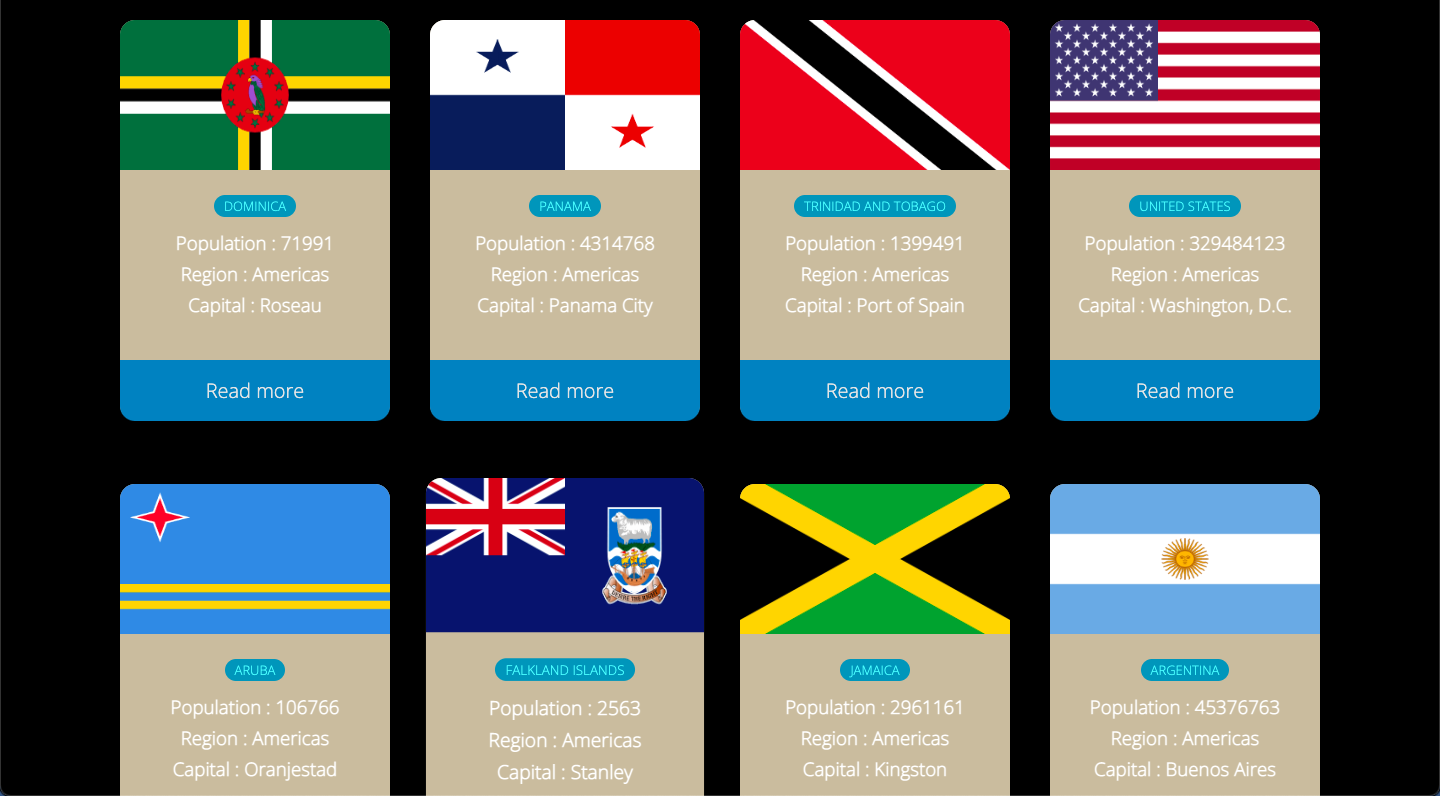 DOMINICA
Population : 71991
Region : Americas
Capital : Roseau
Read more
PANAMA
Population : 4314768
Region : Americas
Capital : Panama City
Read more
TRINIDAD AND TOBAGO
Population : 1399491
Region : Americas
Capital : Port of Spain
Read more
UNITED STATES
Population : 329484123
Region : Americas
Capital : Washington, D.C.
Read more
ARUBA
Population : 106766
Region : Americas
Capital : Oranjestad
DESIRE THE RIGHT
FALKLAND ISLANDS
Population : 2563
Region : Americas
Capital : Stanley
JAMAICA
Population : 2961161
Region : Americas
Capital : Kingston
ARGENTINA
Population : 45376763
Region : Americas
Capital : Buenos Aires